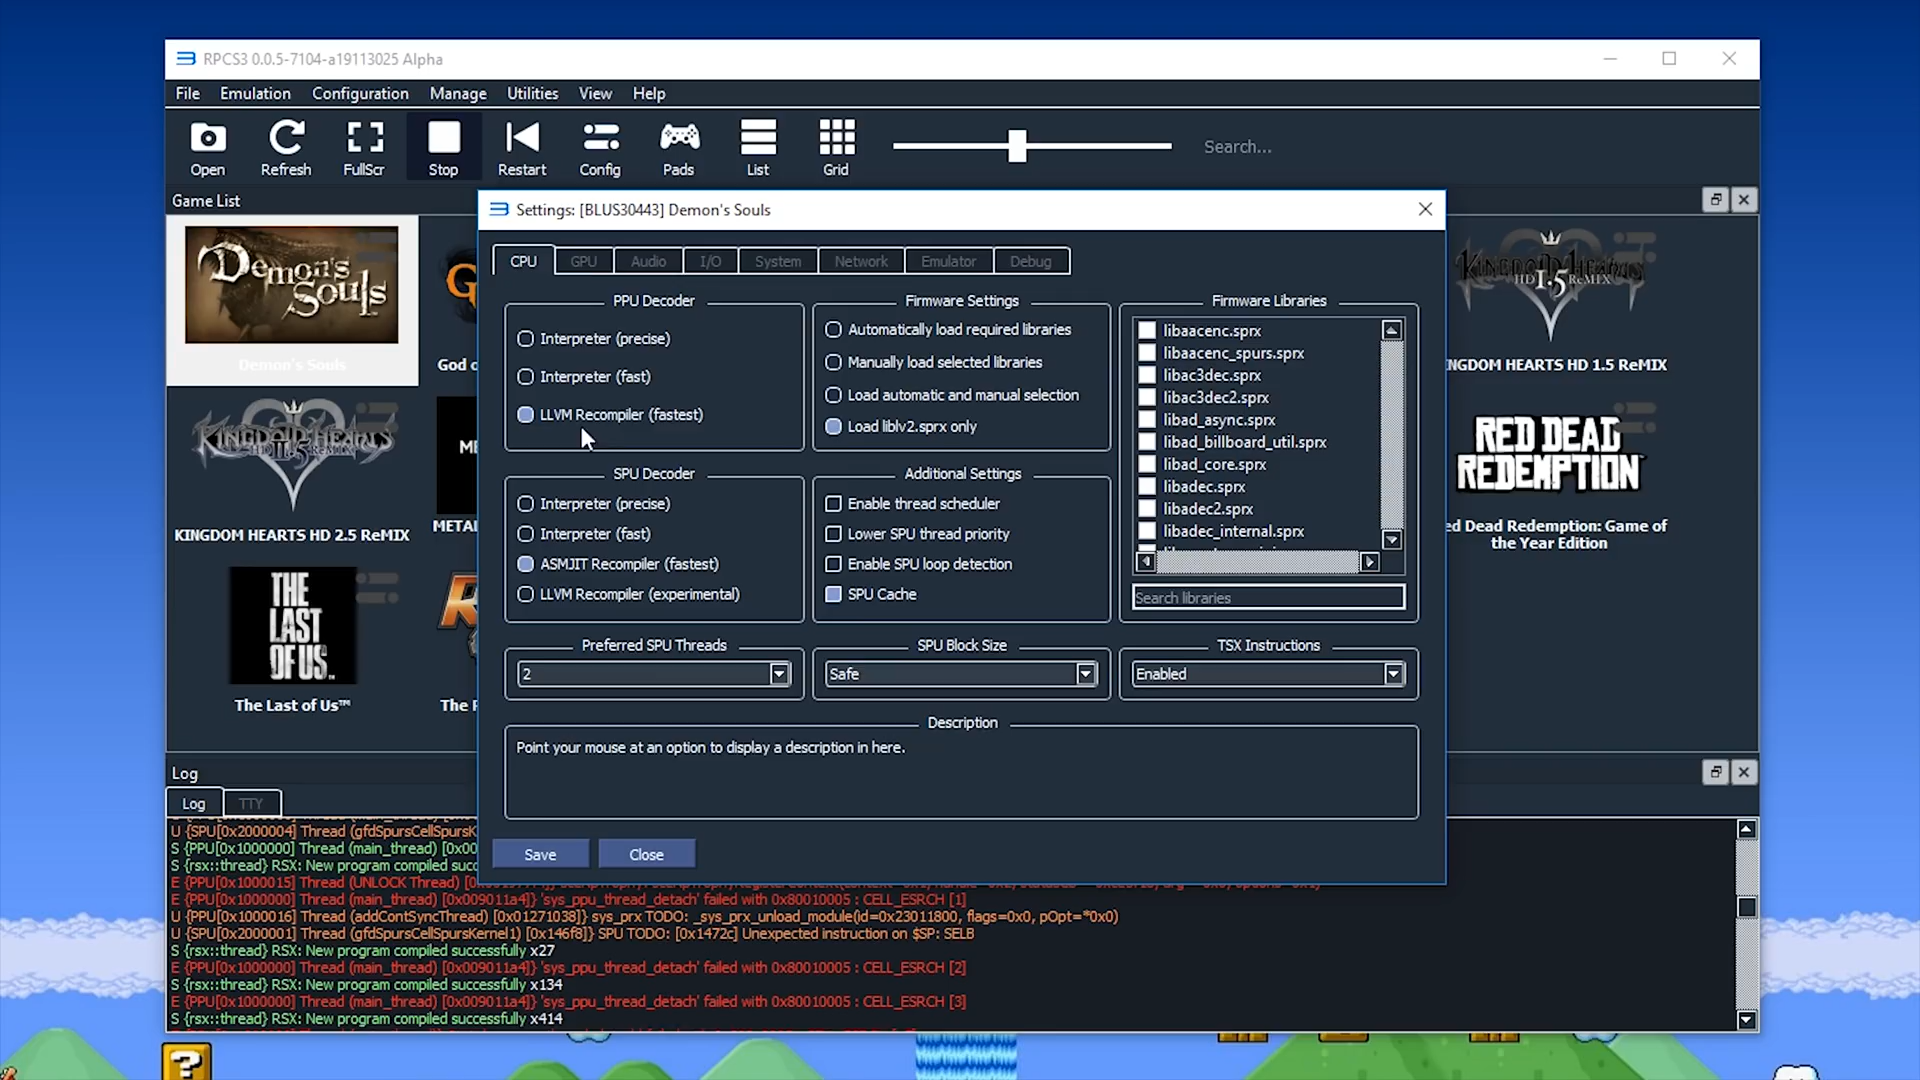 RPCS3 0.0.5-7104-a19113025 Alpha
File Emulation Configuration Manage Utilities View Help
Open Refresh FullScr Stop Restart Config Pads List Grid Search...
Game List
Settings: [BLUS30443] Demon's Souls
CPU GPU Audio I/O System Network Emulator Debug
PPU Decoder
Interpreter (precise)
Interpreter (fast)
LLVM Recompiler (fastest)
Firmware Settings
Automatically load required libraries
Manually load selected libraries
Load automatic and manual selection
Load liblv2.sprx only
Firmware Libraries
libaacenc.sprx
libaacenc_spurs.sprx
libac3dec.sprx
libac3dec2.sprx
libad_async.sprx
libad_billboard_util.sprx
libad_core.sprx
libadec.sprx
libadec2.sprx
libadec_internal.sprx
Search libraries
SPU Decoder
Interpreter (precise)
Interpreter (fast)
ASMJIT Recompiler (fastest)
LLVM Recompiler (experimental)
Additional Settings
Enable thread scheduler
Lower SPU thread priority
Enable SPU loop detection
SPU Cache
Preferred SPU Threads
2
SPU Block Size
Safe
TSX Instructions
Enabled
Description
Point your mouse at an option to display a description in here.
Save Close
Demon's Souls
Demon's Souls
God o
KINGDOM HEARTS HD 1.5 ReMIX
NGDOM HEARTS HD 1.5 ReMIX
KINGDOM HEARTS HD II.5 ReMIX
KINGDOM HEARTS HD 2.5 ReMIX
ME
METAL
RED DEAD REDEMPTION
ed Dead Redemption: Game of
the Year Edition
THE LAST OF US.
The Last of Us™
The R
Log
Log TTY
U {SPU[0x2000004] Thread (gfdSpursCellSpursK
S {PPU[0x1000000] Thread (main_thread) [0x00
S {rsx::thread} RSX: New program compiled succ
E {PPU[0x1000015] Thread (UNLOCK Thread)
E {PPU[0x1000000] Thread (main_thread) [0x009011a4]} 'sys_ppu_thread_detach' failed with 0x80010005 : CELL_ESRCH [1]
U {PPU[0x1000016] Thread (addContSyncThread) [0x01271038]} sys_prx TODO: _sys_prx_unload_module(id=0x23011800, flags=0x0, pOpt=*0x0)
U {SPU[0x2000001] Thread (gfdSpursCellSpursKernel1) [0x146f8]} SPU TODO: [0x1472c] Unexpected instruction on $SP: SELB
S {rsx::thread} RSX: New program compiled successfully x27
E {PPU[0x1000000] Thread (main_thread) [0x009011a4]} 'sys_ppu_thread_detach' failed with 0x80010005 : CELL_ESRCH [2]
S {rsx::thread} RSX: New program compiled successfully x134
E {PPU[0x1000000] Thread (main_thread) [0x009011a4]} 'sys_ppu_thread_detach' failed with 0x80010005 : CELL_ESRCH [3]
S {rsx::thread} RSX: New program compiled successfully x414
?